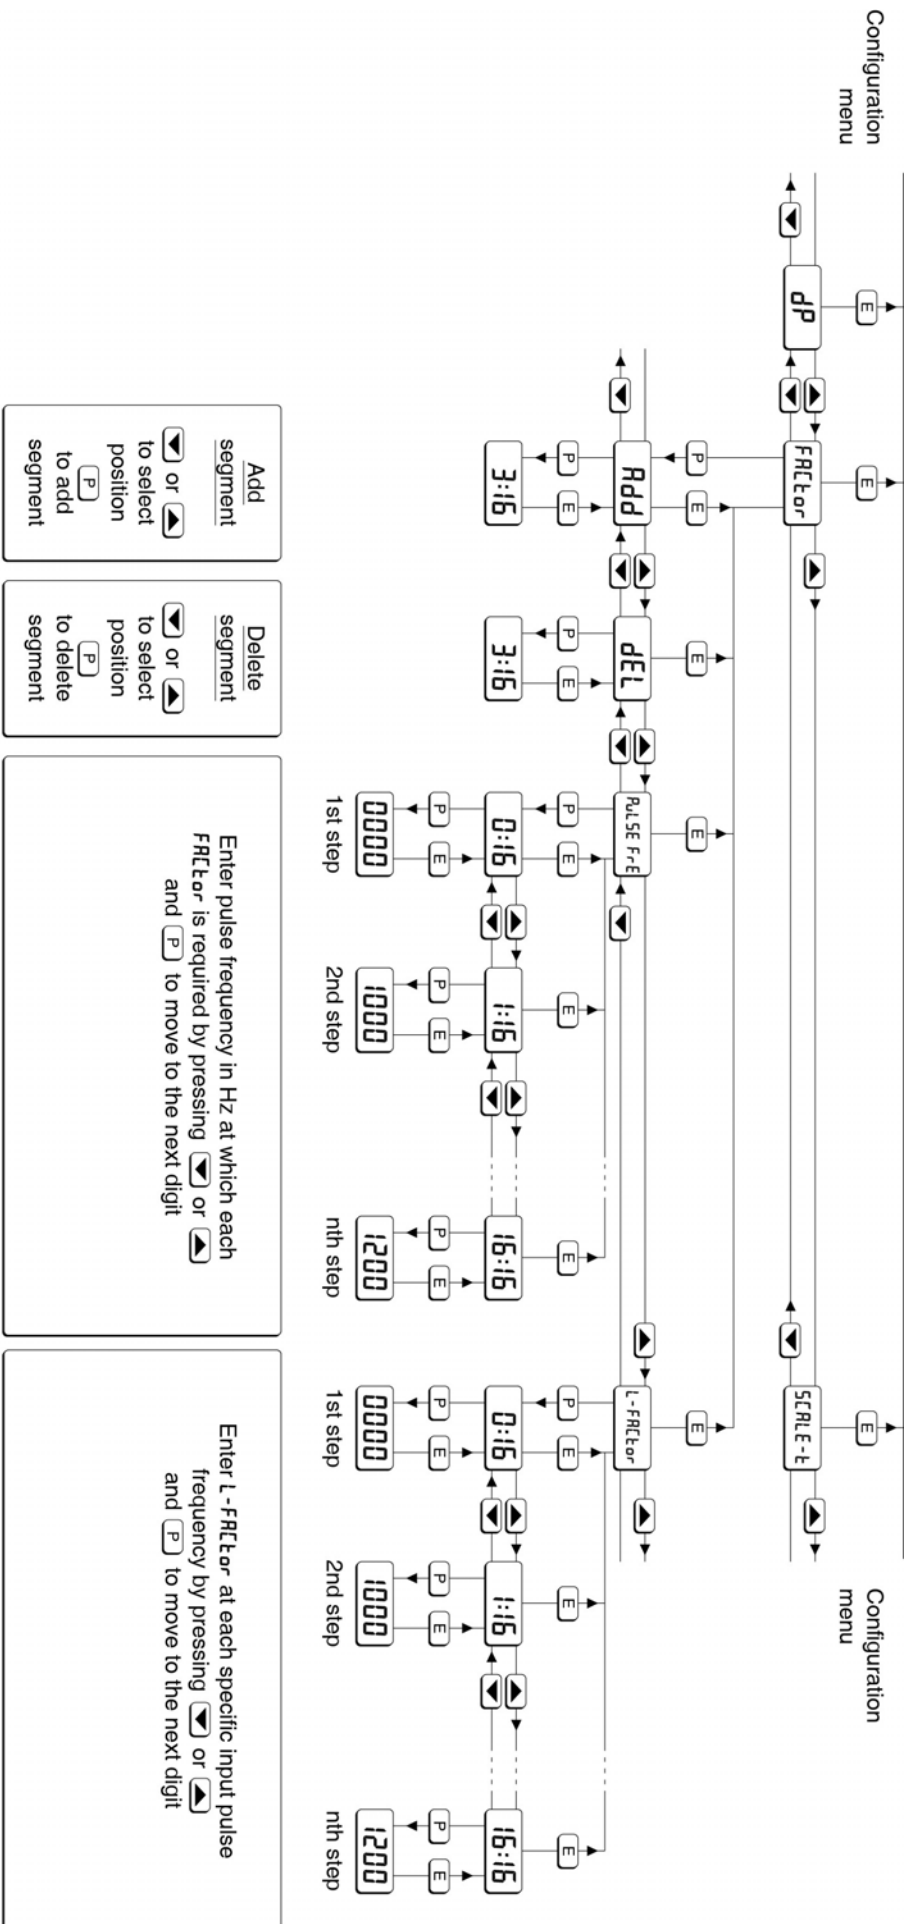 Configuration
menu
Configuration
menu
E E E
dP FACtor SCALE-t
P E E E E
Add dEL PuLSE FrE L-FACtor
P E P E P E E E P E E E
3:16 3:16 0:16 1:16 16:16 0:16 1:16 16:16
P E P E P E P E P E P E
0000 1000 1200 0000 1000 1200
1st step 2nd step nth step 1st step 2nd step nth step
Add
segment
▼ or ▲
to select
position
P
to add
segment
Delete
segment
▼ or ▲
to select
position
P
to delete
segment
Enter pulse frequency in Hz at which each
FACtor is required by pressing ▼ or ▲
and P to move to the next digit
Enter L-FACtor at each specific input pulse
frequency by pressing ▼ or ▲
and P to move to the next digit